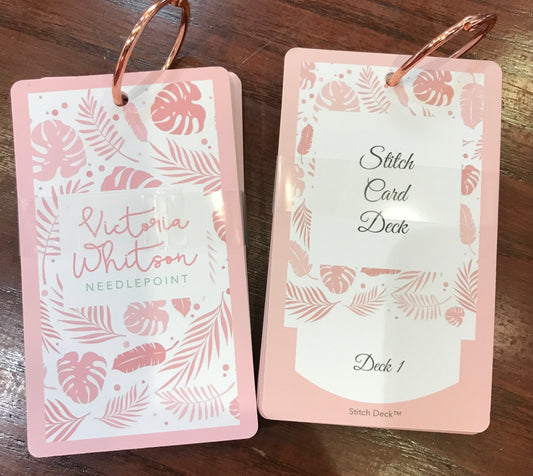 Victoria
Whitson
NEEDLEPOINT
Stitch
Card
Deck
Deck 1
Stitch Deck™